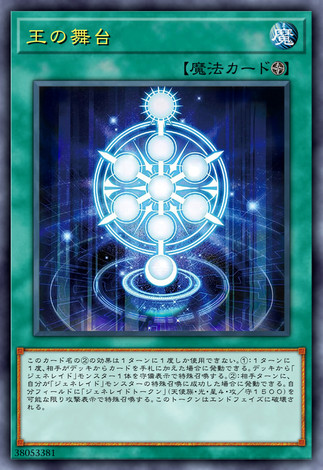 王の舞台
魔
【魔法カード】
このカード名の②の効果は1ターンに1度しか使用できない。①:1ターンに
1度、相手がデッキからカードを手札に加えた場合に発動できる。デッキから「
ジェネレイド」モンスター1体を守備表示で特殊召喚する。②:相手ターンに、
自分が「ジェネレイド」モンスターの特殊召喚に成功した場合に発動できる。自
分フィールドに「ジェネレイドトークン」(天使族・光・星4・攻/守1500)を
可能な限り攻撃表示で特殊召喚する。このトークンはエンドフェイズに破壊さ
れる。
38053381